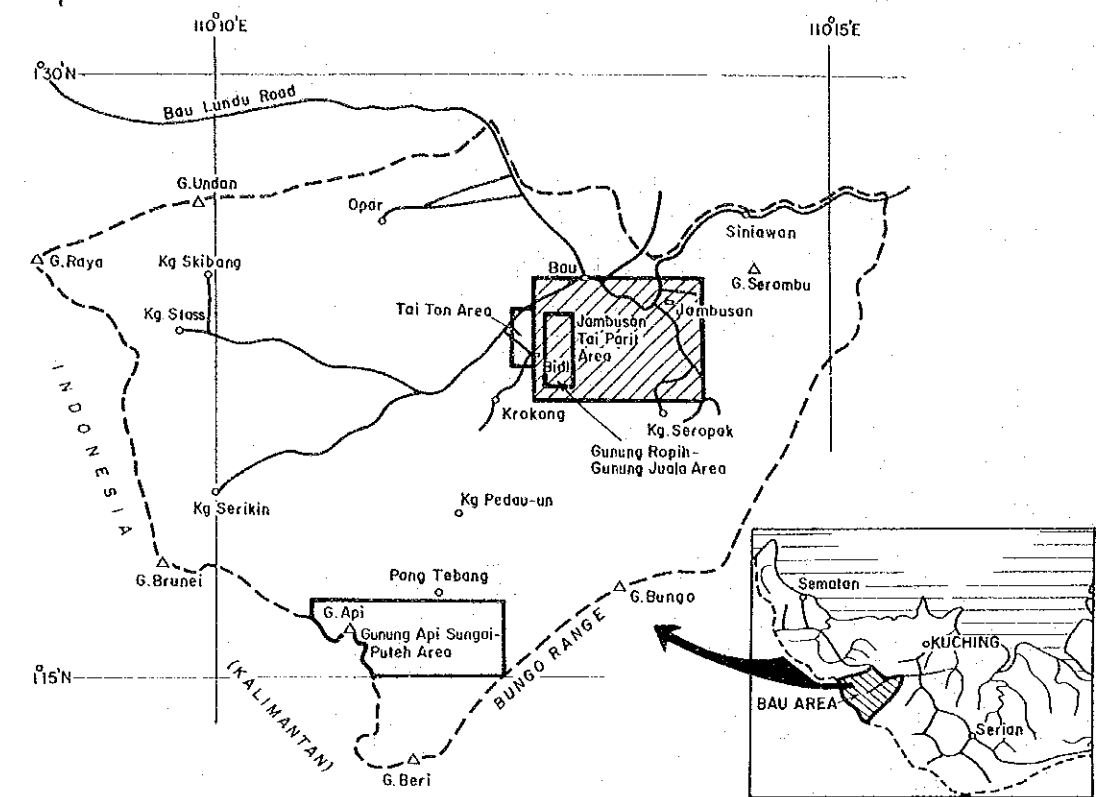 110°10'E
110°15'E
1°30'N
Bau Lundu Road
G.Undan
Opar
Siniawan
G.Raya
Kg Skibang
Bau
G.Serambu
Kg.Stass
Tai Ton Area
Jambusan
Jambusan
Tai Parit
Area
Bidi
Krokong
Kg.Seropak
Gunung Ropih-
Gunung Juala Area
INDONESIA
Kg Serikin
Kg Pedau-un
G.Brunei
Pang Tebang
G.Bungo
G.Api
Gunung Api Sungai-
Puteh Area
BUNGO RANGE
1°15'N
(KALIMANTAN)
G.Beri
Sematan
KUCHING
BAU AREA
Serian